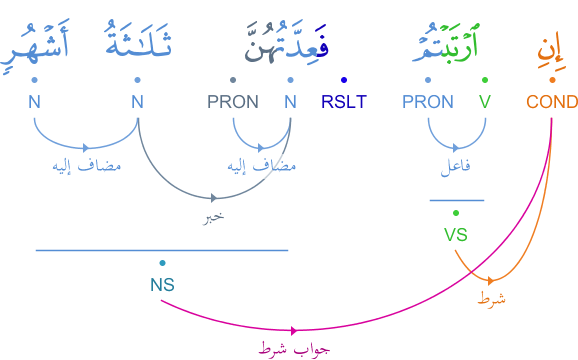 إِنِ ٱرْتَبْتُمْ فَعِدَّتُهُنَّ ثَلَـٰثَةُ أَشْهُرٍ
COND V PRON RSLT N PRON N N
فاعل مضاف إليه مضاف إليه
خبر
VS
NS
شرط
جواب شرط